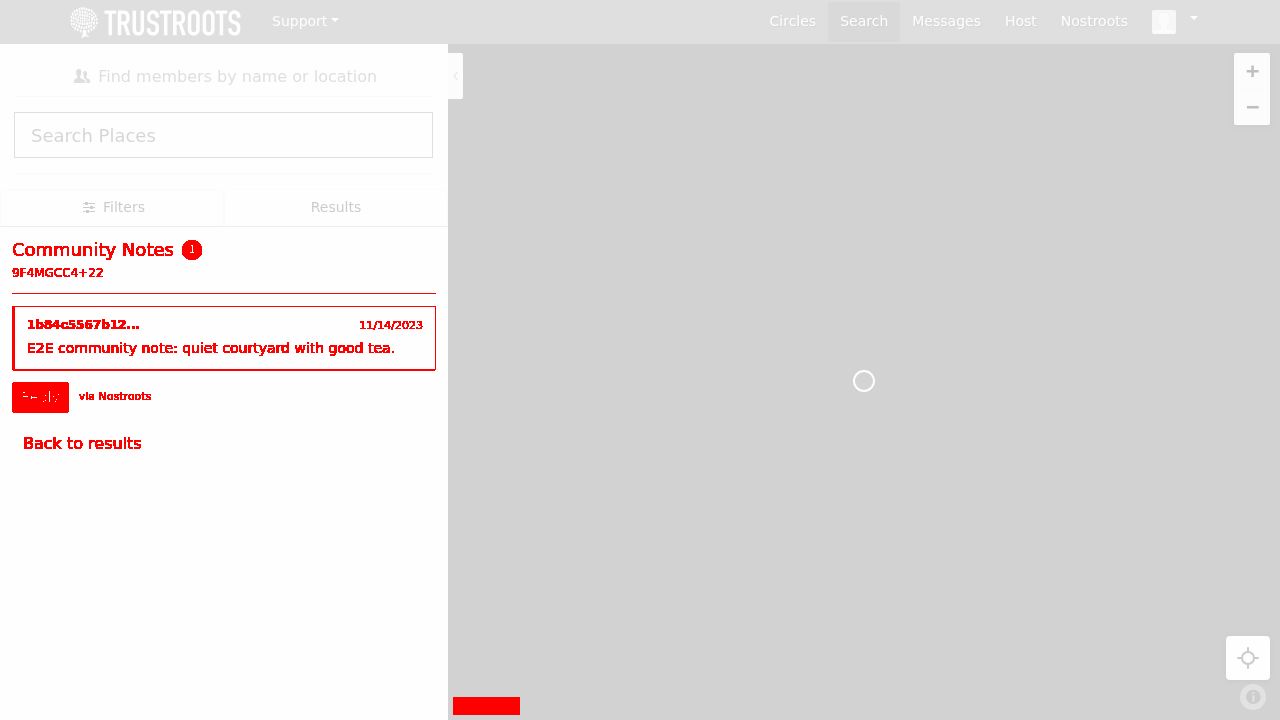 TRUSTROOTS Support Circles Search Messages Host Nostroots
Find members by name or location
Search Places
Filters Results
Community Notes 1
9F4MGCC4+22
1b84c5567b12... 11/14/2023
E2E community note: quiet courtyard with good tea.
via Nostroots
Back to results